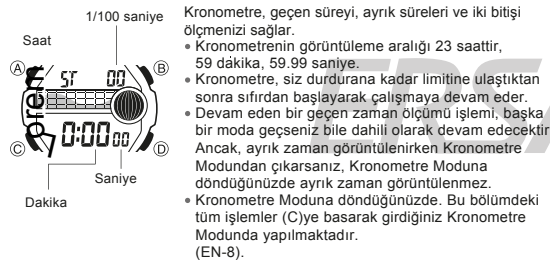 1/100 saniye
Saat
A
B
ST 00
0:00 00
C
D
Saniye
Dakika
Lorem
Kronometre, geçen süreyi, ayrık süreleri ve iki bitişi
ölçmenizi sağlar.
• Kronometrenin görüntüleme aralığı 23 saattir,
59 dakika, 59.99 saniye.
• Kronometre, siz durdurana kadar limitine ulaştıktan
sonra sıfırdan başlayarak çalışmaya devam eder.
• Devam eden bir geçen zaman ölçümü işlemi, başka
bir moda geçseniz bile dahili olarak devam edecektir
Ancak, ayrık zaman görüntülenirken Kronometre
Modundan çıkarsanız, Kronometre Moduna
döndüğünüzde ayrık zaman görüntülenmez.
• Kronometre Moduna döndüğünüzde. Bu bölümdeki
tüm işlemler (C)ye basarak girdiğiniz Kronometre
Modunda yapılmaktadır.
(EN-8).
ERSA